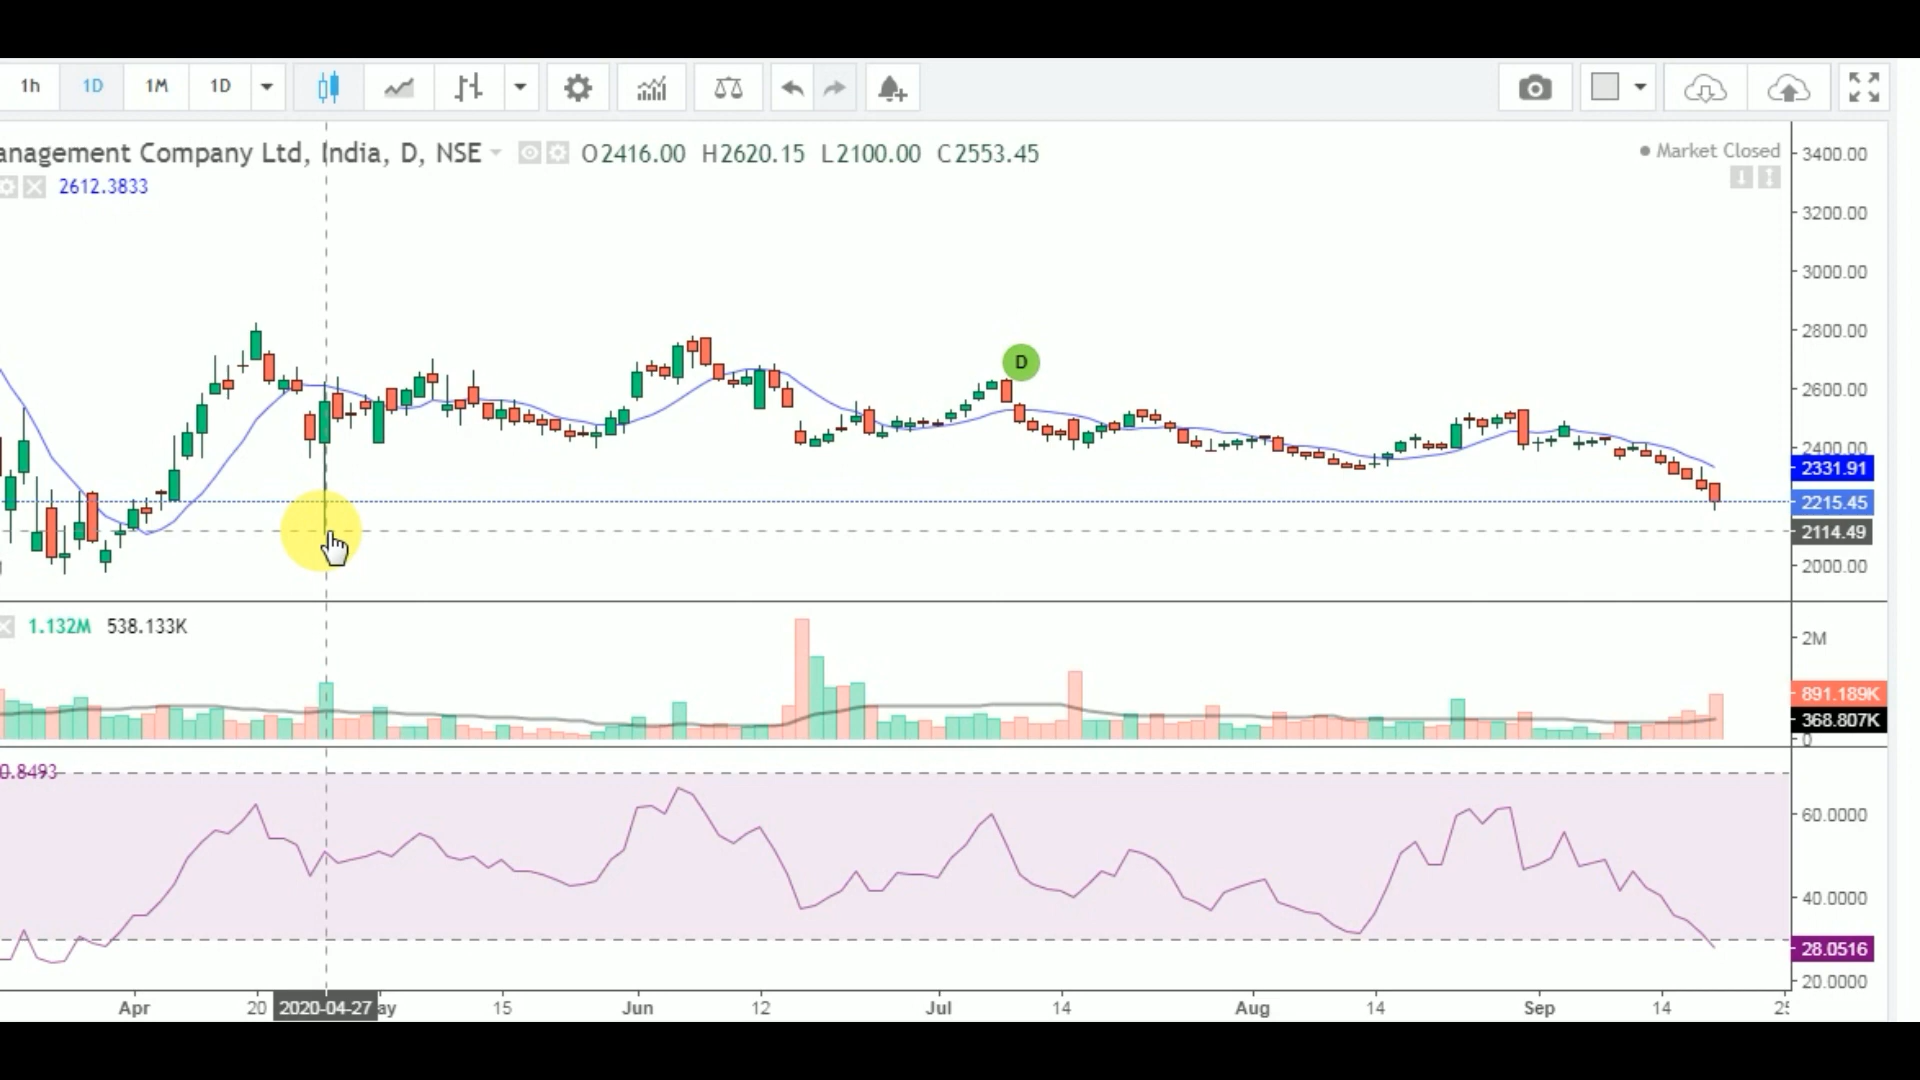 1h 1D 1M 1D
anagement Company Ltd, India, D, NSE O2416.00 H2620.15 L2100.00 C2553.45
Market Closed
2612.3833
3400.00
3200.00
3000.00
2800.00
2600.00
2400.00
2331.91
2215.45
2114.49
2000.00
D
1.132M 538.133K
2M
891.189K
368.807K
0
0.8493
60.0000
40.0000
28.0516
20.0000
Apr 20 2020-04-27 ay 15 Jun 12 Jul 14 Aug 14 Sep 14 25